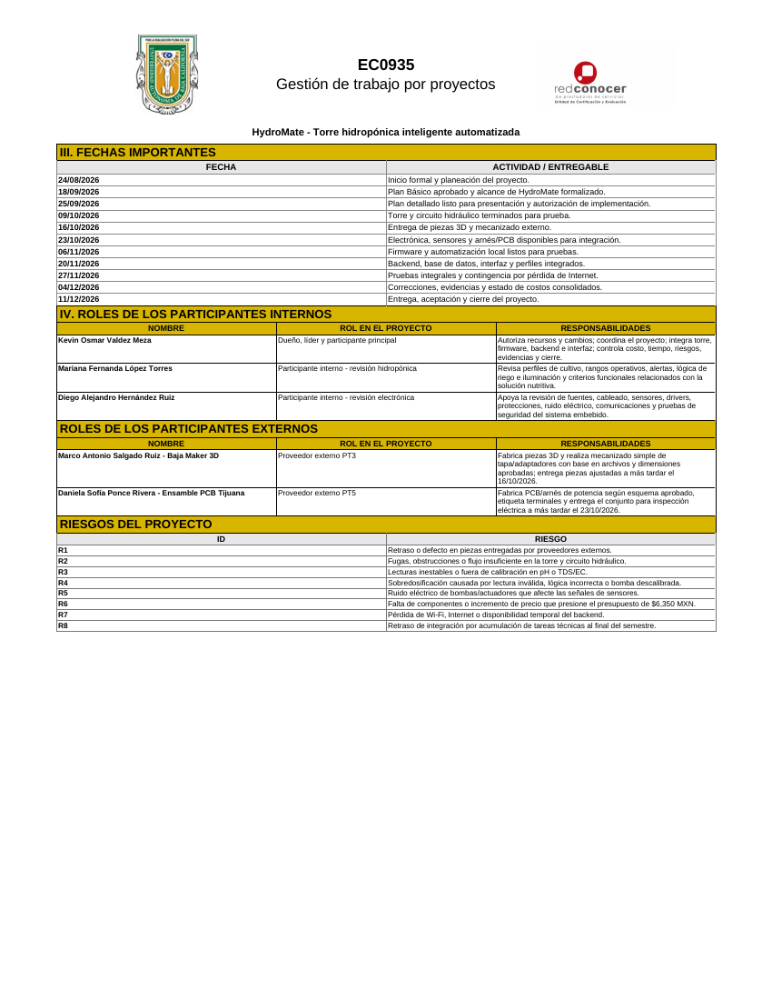 EC0935
Gestión de trabajo por proyectos
redconocer
de prestadores de servicios
Entidad de Certificación y Evaluación
UNIVERSIDAD AUTÓNOMA DE BAJA CALIFORNIA
HydroMate - Torre hidropónica inteligente automatizada
III. FECHAS IMPORTANTES
FECHA ACTIVIDAD / ENTREGABLE
24/08/2026 Inicio formal y planeación del proyecto.
18/09/2026 Plan Básico aprobado y alcance de HydroMate formalizado.
25/09/2026 Plan detallado listo para presentación y autorización de implementación.
09/10/2026 Torre y circuito hidráulico terminados para prueba.
16/10/2026 Entrega de piezas 3D y mecanizado externo.
23/10/2026 Electrónica, sensores y arnés/PCB disponibles para integración.
06/11/2026 Firmware y automatización local listos para pruebas.
20/11/2026 Backend, base de datos, interfaz y perfiles integrados.
27/11/2026 Pruebas integrales y contingencia por pérdida de Internet.
04/12/2026 Correcciones, evidencias y estado de costos consolidados.
11/12/2026 Entrega, aceptación y cierre del proyecto.
IV. ROLES DE LOS PARTICIPANTES INTERNOS
NOMBRE ROL EN EL PROYECTO RESPONSABILIDADES
Kevin Osmar Valdez Meza Dueño, líder y participante principal Autoriza recursos y cambios; coordina el proyecto; integra torre,
firmware, backend e interfaz; controla costo, tiempo, riesgos,
evidencias y cierre.
Mariana Fernanda López Torres Participante interno - revisión hidropónica Revisa perfiles de cultivo, rangos operativos, alertas, lógica de
riego e iluminación y criterios funcionales relacionados con la
solución nutritiva.
Diego Alejandro Hernández Ruiz Participante interno - revisión electrónica Apoya la revisión de fuentes, cableado, sensores, drivers,
protecciones, ruido eléctrico, comunicaciones y pruebas de
seguridad del sistema embebido.
ROLES DE LOS PARTICIPANTES EXTERNOS
NOMBRE ROL EN EL PROYECTO RESPONSABILIDADES
Marco Antonio Salgado Ruiz - Baja Maker 3D Proveedor externo PT3 Fabrica piezas 3D y realiza mecanizado simple de
tapa/adaptadores con base en archivos y dimensiones
aprobadas; entrega piezas ajustadas a más tardar el
16/10/2026.
Daniela Sofía Ponce Rivera - Ensamble PCB Tijuana Proveedor externo PT5 Fabrica PCB/arnés de potencia según esquema aprobado,
etiqueta terminales y entrega el conjunto para inspección
eléctrica a más tardar el 23/10/2026.
RIESGOS DEL PROYECTO
ID RIESGO
R1 Retraso o defecto en piezas entregadas por proveedores externos.
R2 Fugas, obstrucciones o flujo insuficiente en la torre y circuito hidráulico.
R3 Lecturas inestables o fuera de calibración en pH o TDS/EC.
R4 Sobredosificación causada por lectura inválida, lógica incorrecta o bomba descalibrada.
R5 Ruido eléctrico de bombas/actuadores que afecte las señales de sensores.
R6 Falta de componentes o incremento de precio que presione el presupuesto de $6,350 MXN.
R7 Pérdida de Wi-Fi, Internet o disponibilidad temporal del backend.
R8 Retraso de integración por acumulación de tareas técnicas al final del semestre.